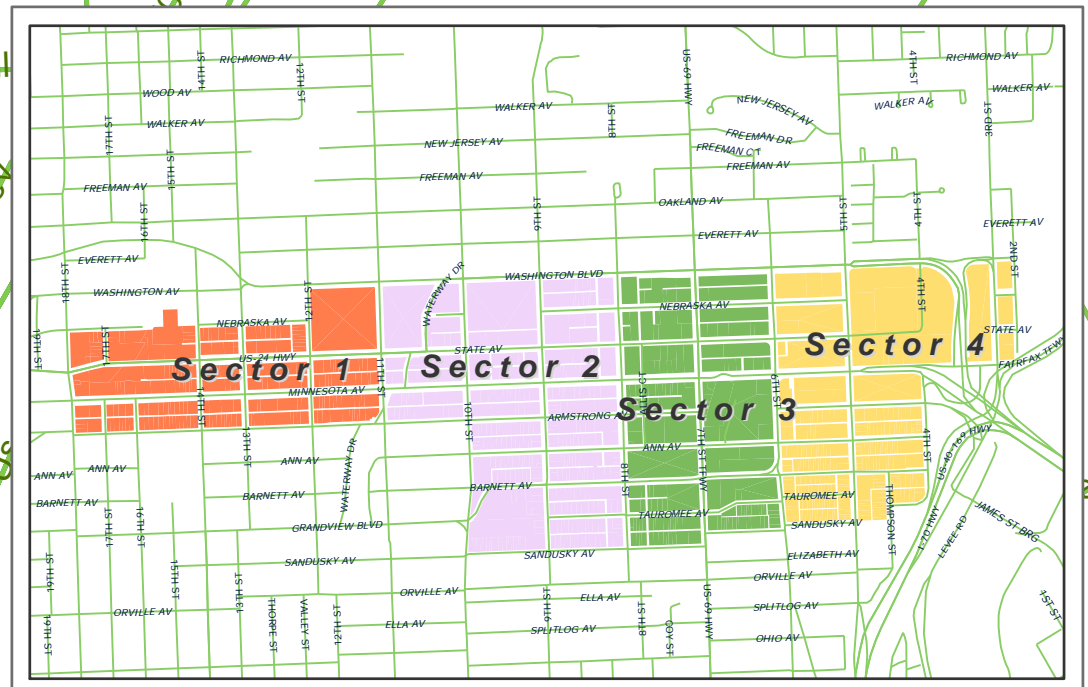 RICHMOND AV
14TH ST
12TH ST
US-69 HWY
4TH ST
RICHMOND AV
WOOD AV
WALKER AV
8TH ST
NEW JERSEY AV
WALKER AV
WALKER AV
3RD ST
17TH ST
WALKER AV
NEW JERSEY AV
FREEMAN DR
FREEMAN CT
15TH ST
FREEMAN AV
FREEMAN AV
FREEMAN AV
16TH ST
9TH ST
OAKLAND AV
5TH ST
4TH ST
EVERETT AV
EVERETT AV
EVERETT AV
18TH ST
WASHINGTON AV
12TH ST
WATERWAY DR
WASHINGTON BLVD
2ND ST
NEBRASKA AV
NEBRASKA AV
4TH ST
19TH ST
17TH ST
US-24 HWY
STATE AV
STATE AV
FAIRFAX TFWY
Sector 1
Sector 2
Sector 3
Sector 4
11TH ST
MINNESOTA AV
14TH ST
10TH ST
ARMSTRONG AV
6TH ST
13TH ST
ANN AV
7TH ST TFWY
4TH ST
US-40-169 HWY
ANN AV
ANN AV
ANN AV
WATERWAY DR
8TH ST
BARNETT AV
BARNETT AV
BARNETT AV
17TH ST
16TH ST
GRANDVIEW BLVD
TAUROMEE AV
TAUROMEE AV
SANDUSKY AV
THOMPSON ST
I-70 HWY
LEVEE RD
JAMES ST BRG
SANDUSKY AV
SANDUSKY AV
ELIZABETH AV
19TH ST
15TH ST
13TH ST
ORVILLE AV
ORVILLE AV
ORVILLE AV
THORPE ST
VALLEY ST
12TH ST
ELLA AV
ELLA AV
9TH ST
SPLITLOG AV
SPLITLOG AV
8TH ST
COY ST
US-69 HWY
OHIO AV
19TH ST
1ST ST